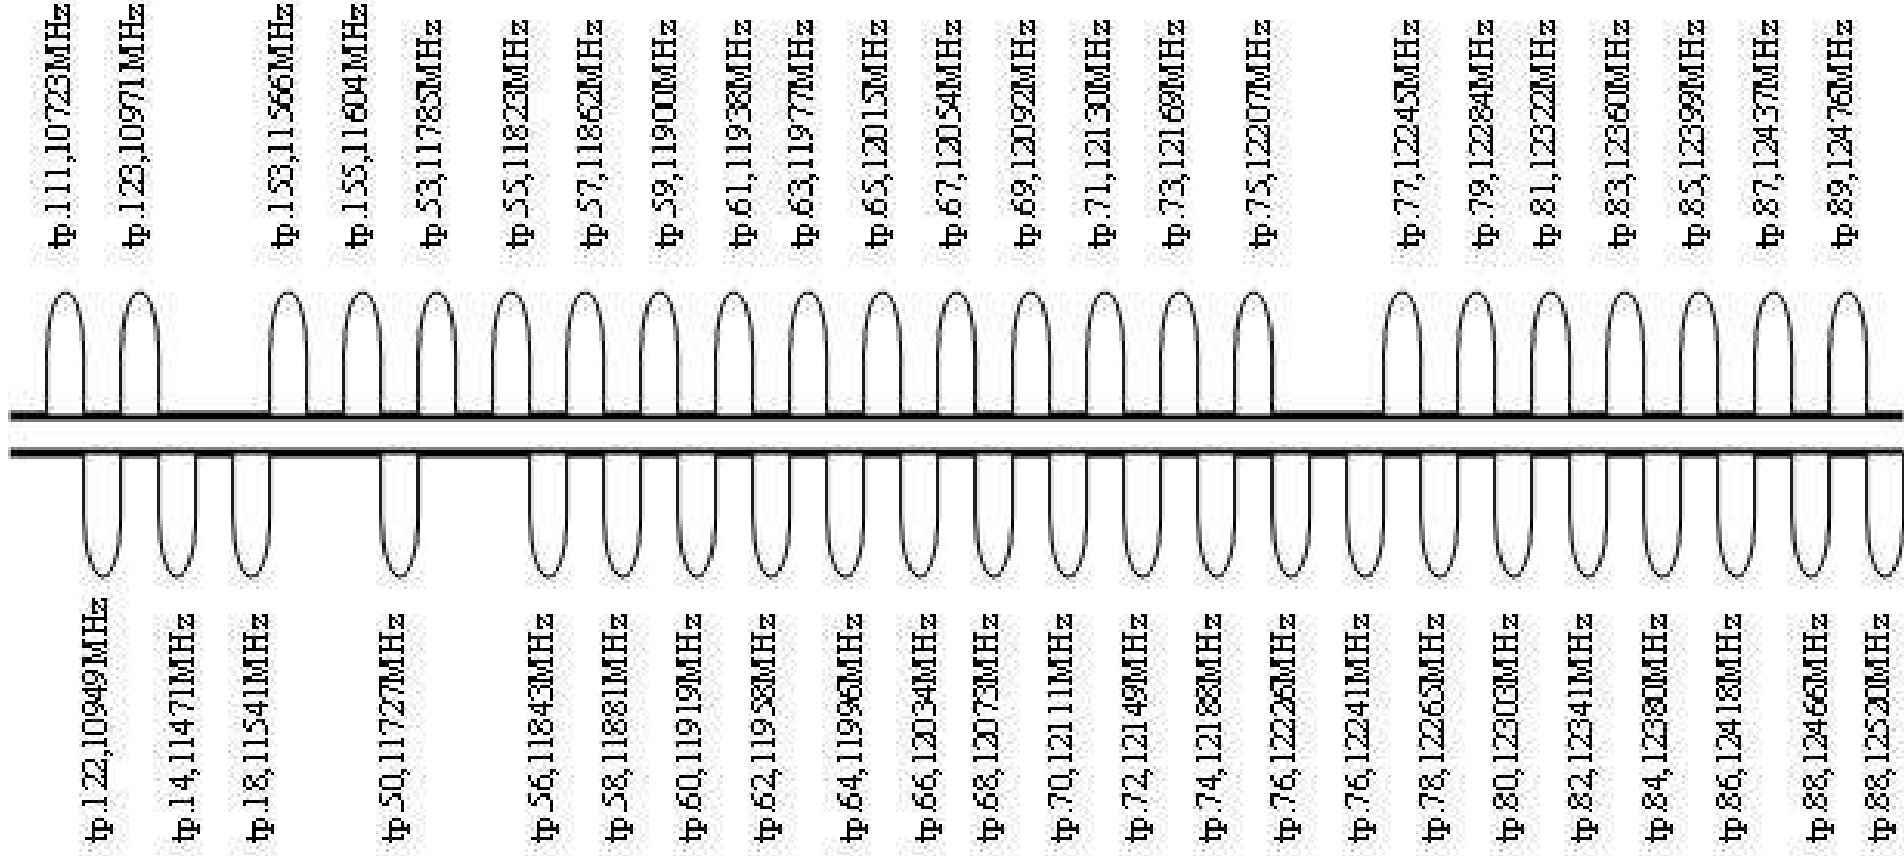 tp.111,10723MHz
tp.123,10971MHz
tp.153,11566MHz
tp.155,11604MHz
tp.53,11785MHz
tp.55,11823MHz
tp.57,11862MHz
tp.59,11900MHz
tp.61,11938MHz
tp.63,11977MHz
tp.65,12015MHz
tp.67,12054MHz
tp.69,12092MHz
tp.71,12130MHz
tp.73,12169MHz
tp.75,12207MHz
tp.77,12245MHz
tp.79,12284MHz
tp.81,12322MHz
tp.83,12360MHz
tp.85,12399MHz
tp.87,12437MHz
tp.89,12476MHz
tp.122,10949MHz
tp.14,11471MHz
tp.18,11541MHz
tp.50,11727MHz
tp.56,11843MHz
tp.58,11881MHz
tp.60,11919MHz
tp.62,11958MHz
tp.64,11996MHz
tp.66,12034MHz
tp.68,12073MHz
tp.70,12111MHz
tp.72,12149MHz
tp.74,12188MHz
tp.76,12226MHz
tp.76,12241MHz
tp.78,12265MHz
tp.80,12303MHz
tp.82,12341MHz
tp.84,12380MHz
tp.86,12418MHz
tp.88,12466MHz
tp.88,12520MHz